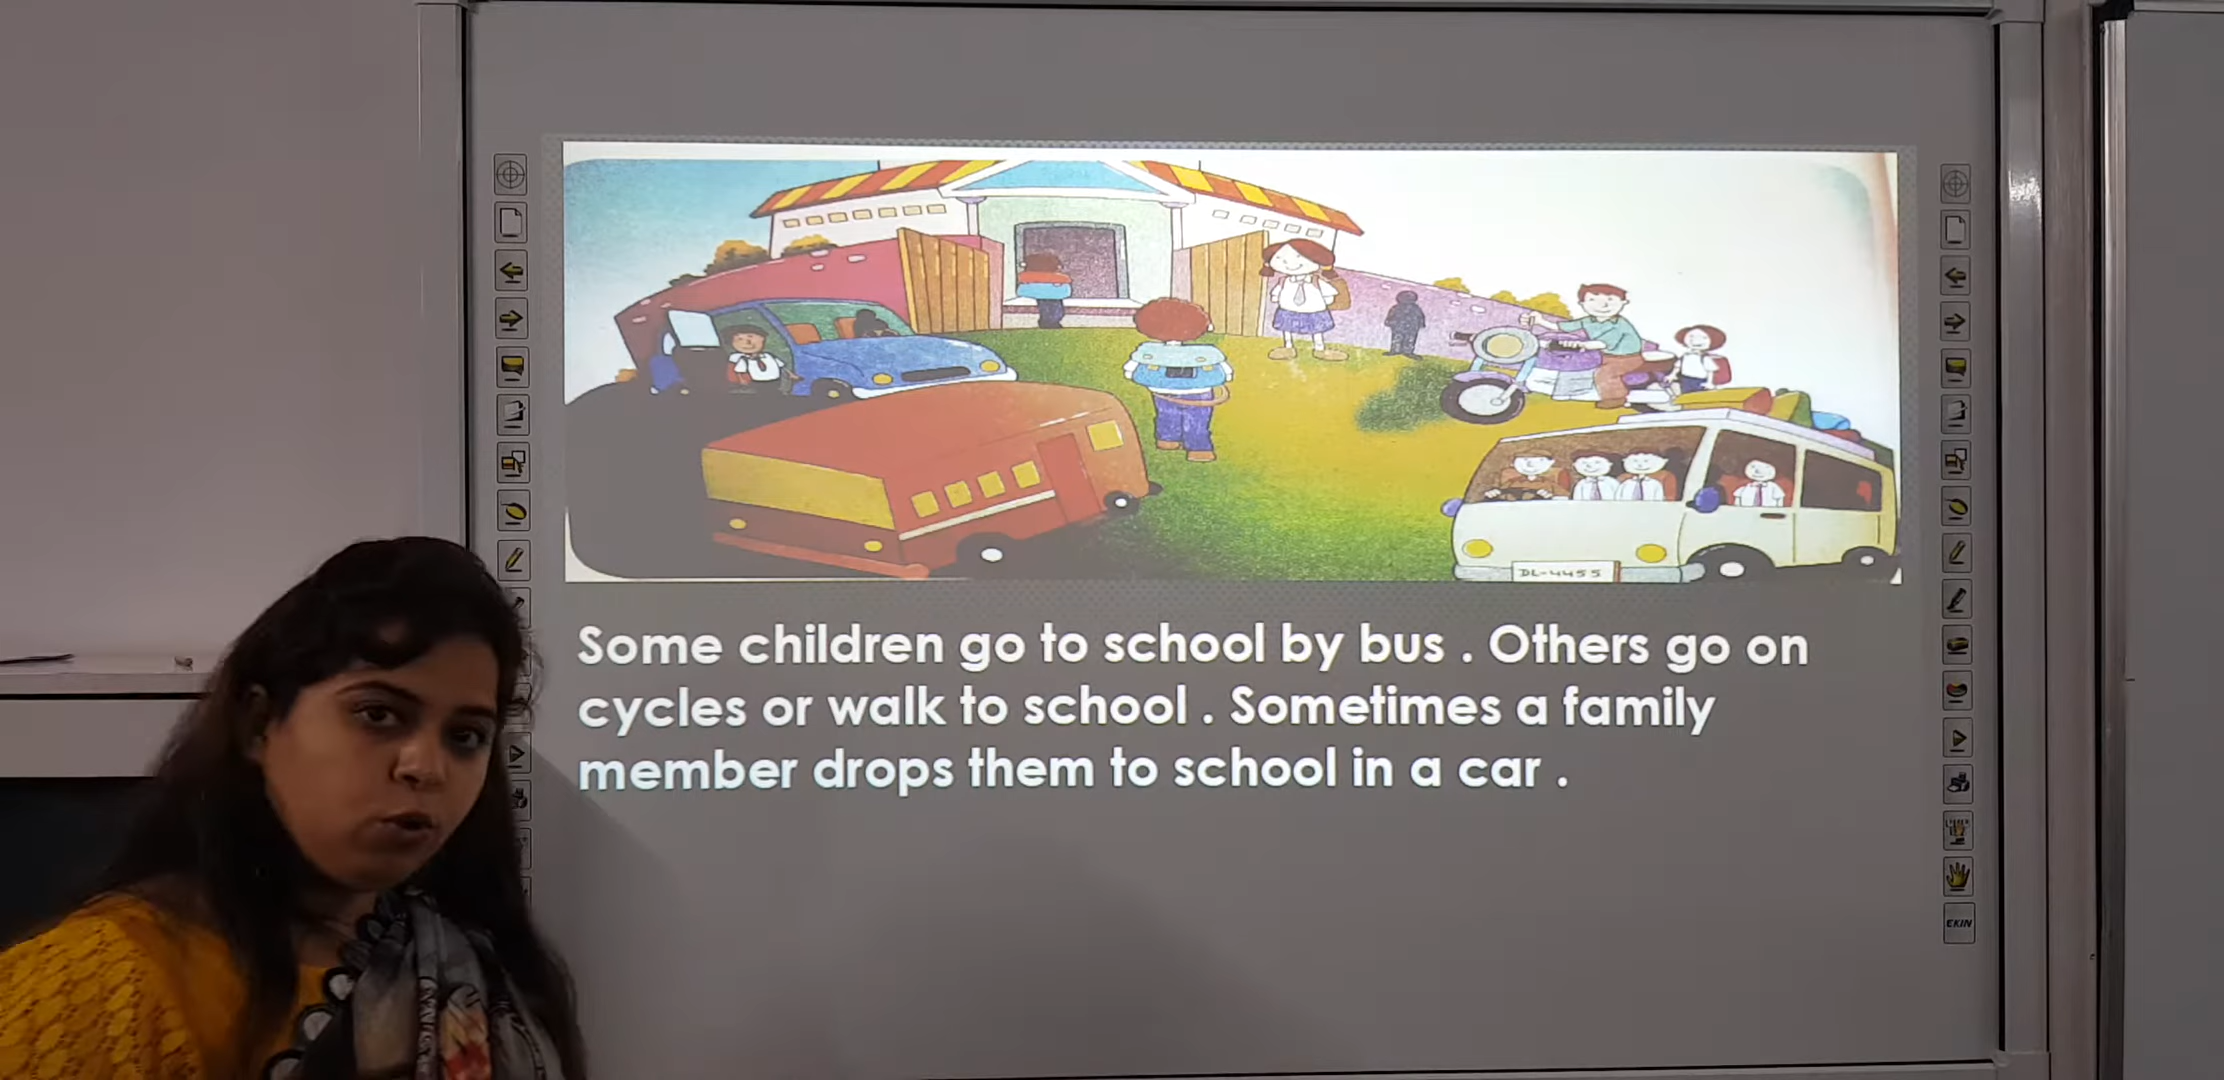 DL-4455
Some children go to school by bus . Others go on
cycles or walk to school . Sometimes a family
member drops them to school in a car .
EKIN